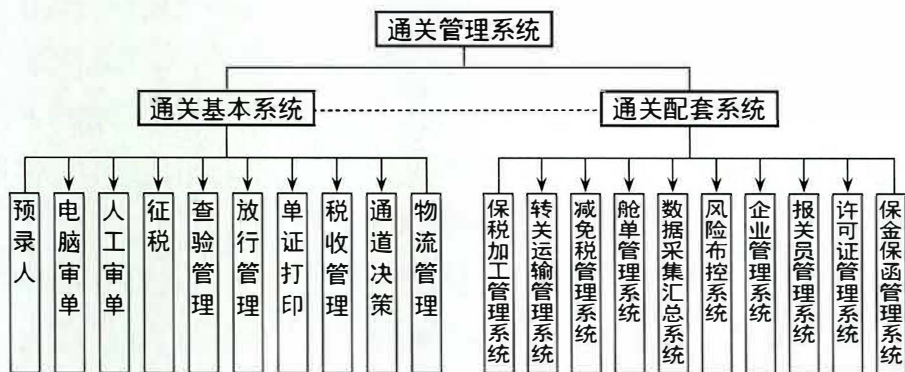 通关管理系统
通关基本系统
通关配套系统
预录人
电脑审单
人工审单
征税
查验管理
放行管理
单证打印
税收管理
通道决策
物流管理
保税加工管理系统
转关运输管理系统
减免税管理系统
舱单管理系统
数据采集汇总系统
风险布控系统
企业管理系统
报关员管理系统
许可证管理系统
保金保函管理系统